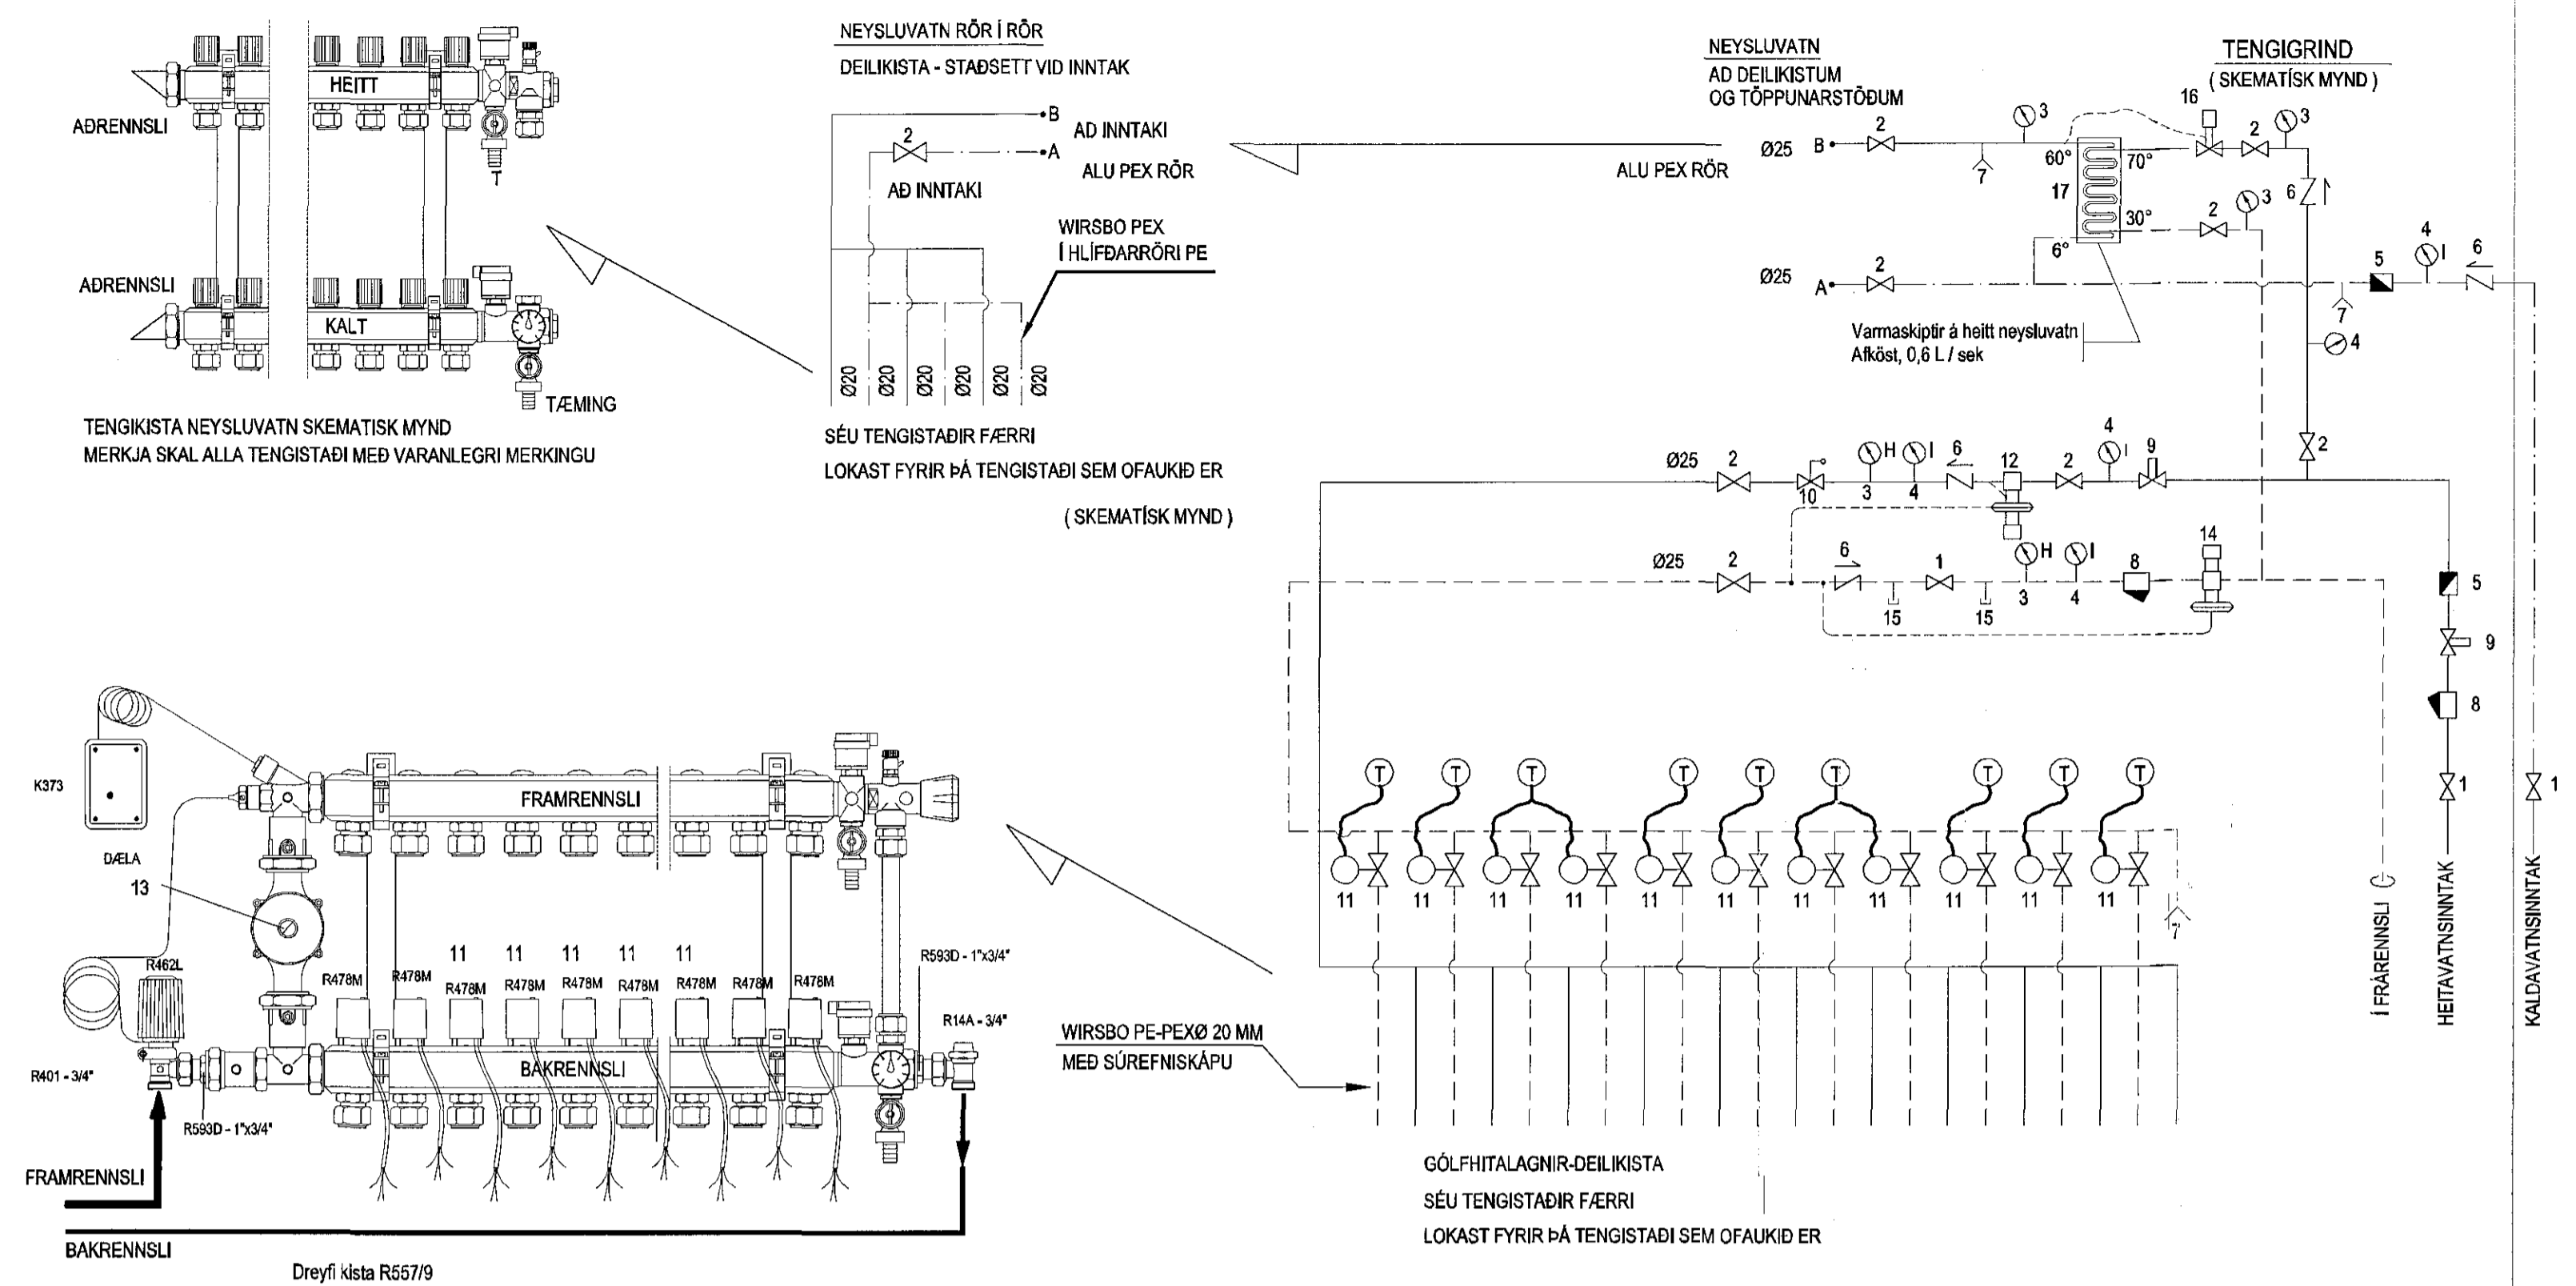 HEITT
AÐRENNSLI
T
AÐRENNSLI
KALT
TÆMING
TENGIKISTA NEYSLUVATN SKEMATISK MYND
MERKJA SKAL ALLA TENGISTAÐI MEÐ VARANLEGRI MERKINGU
NEYSLUVATN RÖR Í RÖR
DEILIKISTA - STAÐSETT VID INNTAK
B
AD INNTAKI
2
A
ALU PEX RÖR
AÐ INNTAKI
WIRSBO PEX
Í HLÍFÐARRÖRI PE
Ø20 Ø20 Ø20 Ø20 Ø20 Ø20
SÉU TENGISTAÐIR FÆRRI
LOKAST FYRIR ÞÁ TENGISTAÐI SEM OFAUKIÐ ER
( SKEMATÍSK MYND )
NEYSLUVATN
AD DEILIKISTUM
OG TÖPPUNARSTÖÐUM
TENGIGRIND
( SKEMATÍSK MYND )
16
3 2 3
2
Ø25 B
60° 70°
ALU PEX RÖR
7
17
6
3
2
30°
6°
4 I 6
5
2
Ø25 A
7
Varmaskiptir á heitt neysluvatn
Afköst, 0,6 L / sek
4
2
Ø25 2 H I 6 12 2 4 I 9
10 3 4
14
Ø25 2 6 1 H I 8
15 15 3 4
5
9
8
1 1
T T T T T T T T T
11 11 11 11 11 11 11 11 11 11 11
7
Í FRÁRENNSLI
HEITAVATNSINNTAK
KALDAVATNSINNTAK
WIRSBO PE-PEXØ 20 MM
MEÐ SÚREFNISKÁPU
GÓLFHITALAGNIR-DEILIKISTA
SÉU TENGISTAÐIR FÆRRI
LOKAST FYRIR ÞÁ TENGISTAÐI SEM OFAUKIÐ ER
K373
FRAMRENNSLI
DÆLA
13
11 11 11 11 11
R593D - 1"x3/4"
R462L
R478M R478M R478M R478M R478M R478M R478M R478M R478M
R14A - 3/4"
BAKRENNSLI
R401 - 3/4"
R593D - 1"x3/4"
FRAMRENNSLI
BAKRENNSLI
Dreyfi kista R557/9